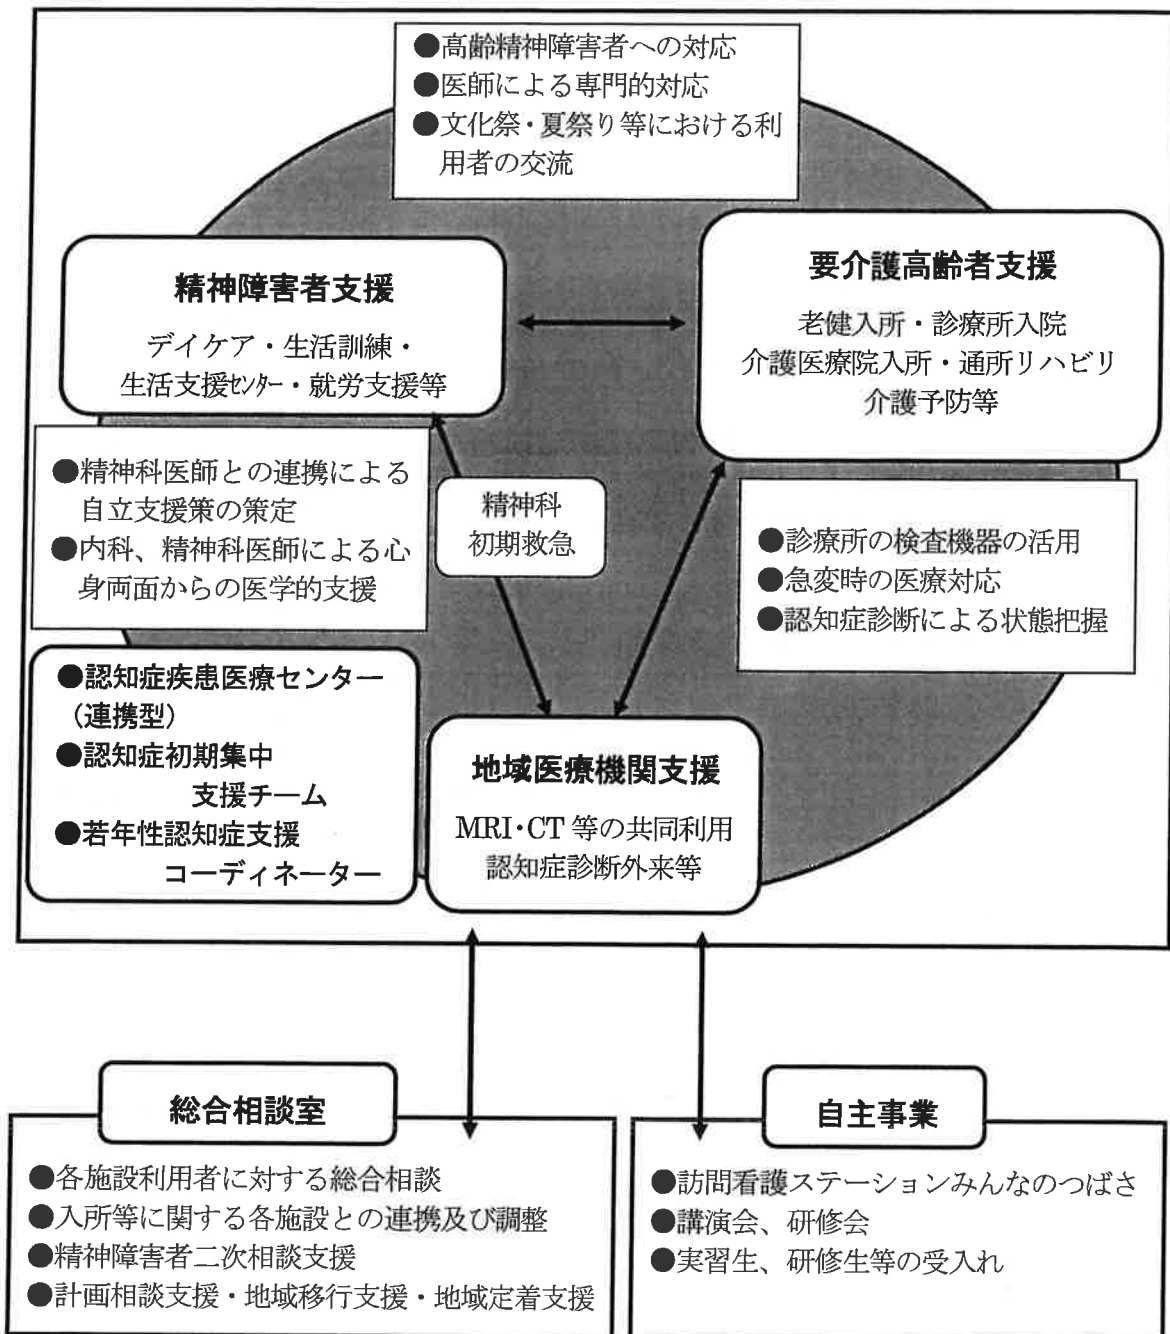 ●高齢精神障害者への対応
●医師による専門的対応
●文化祭・夏祭り等における利
用者の交流
精神障害者支援
デイケア・生活訓練・
生活支援センター・就労支援等
要介護高齢者支援
老健入所・診療所入院
介護医療院入所・通所リハビリ
介護予防等
●精神科医師との連携による
自立支援策の策定
●内科、精神科医師による心
身両面からの医学的支援
精神科
初期救急
●診療所の検査機器の活用
●急変時の医療対応
●認知症診断による状態把握
●認知症疾患医療センター
（連携型）
●認知症初期集中
支援チーム
●若年性認知症支援
コーディネーター
地域医療機関支援
MRI・CT 等の共同利用
認知症診断外来等
総合相談室
●各施設利用者に対する総合相談
●入所等に関する各施設との連携及び調整
●精神障害者二次相談支援
●計画相談支援・地域移行支援・地域定着支援
自主事業
●訪問看護ステーションみんなのつばさ
●講演会、研修会
●実習生、研修生等の受入れ